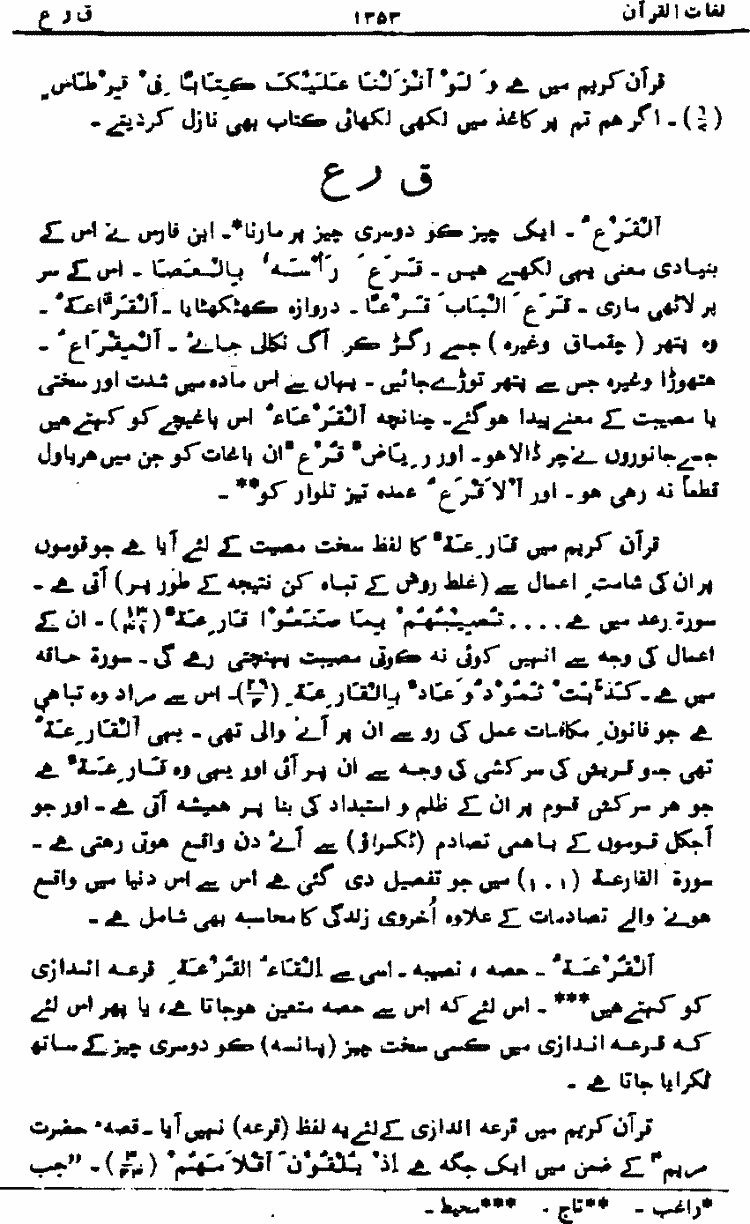 لغات القرآن ۱۳۵۳ ق ر ع
قرآن کریم میں ہے وَ لَوْ اَنْزَلْنَا عَلَيْكَ كِتَابًا فِيْ قِرْطَاسٍ
(۶/۷)۔ اگر ہم تم پر کاغذ میں لکھی لکھائی کتاب بھی نازل کردیتے۔
ق ر ع
اَلْقَرْعُ ۔ ایک چیز کو دوسری چیز پر مارنا*۔ ابن فارس نے اس کے
بنیادی معنی یہی لکھے ہیں ۔ قَرَعَ رَأْسَهُ بِالْعَصَا ۔ اس کے سر
پر لاٹھی ماری ۔ قَرَعَ الْبَابَ قَرْعًا ۔ دروازہ کھٹکھٹایا ۔ اَلْقَرَّاعَةُ ۔
وہ پتھر (چقماق وغیرہ) جسے رگڑ کر آگ نکالی جائے ۔ اَلْمِقْرَاعُ ۔
ہتھوڑا وغیرہ جس سے پتھر توڑے جائیں ۔ یہاں سے اس مادہ میں شدت اور سختی
یا مصیبت کے معنے پیدا ہوگئے۔ چنانچہ اَلْقَرْعَاءُ اس باغیچے کو کہتے ہیں
جسے جانوروں نے چر ڈالا ہو۔ اور رِيَاضٌ قُرْعٌ ان باغات کو جن میں ہریاول
قطعاً نہ رہی ہو۔ اور اَلْاَقْرَعُ عمدہ تیز تلوار کو** ۔
قرآن کریم میں قَارِعَةٌ کا لفظ سخت مصیبت کے لئے آیا ہے جو قوموں
پر ان کی شامتِ اعمال سے (غلط روش کے تباہ کن نتیجہ کے طور پر) آتی ہے ۔
سورۃ رعد میں ہے .... تُصِيْبُهُمْ بِمَا صَنَعُوْا قَارِعَةٌ (۱۳/۳۱)۔ ان کے
اعمال کی وجہ سے انہیں کوئی نہ کوئی مصیبت پہنچتی رہے گی ۔ سورۃ حاقہ
میں ہے۔ كَذَّبَتْ ثَمُوْدُ وَعَادٌ بِالْقَارِعَةِ (۶۹/۴)۔ اس سے مراد وہ تباہی
ہے جو قانونِ مکافات عمل کی رو سے ان پر آنے والی تھی ۔ یہی اَلْقَارِعَةُ
تھی جو قریش کی سرکشی کی وجہ سے ان پر آئی اور یہی وہ قَارِعَةٌ ہے
جو ہر سرکش قوم پر ان کے ظلم و استبداد کی بنا پر ہمیشہ آتی ہے ۔ اور جو
آجکل قوموں کے باہمی تصادم (ٹکراؤ) سے آئے دن واقع ہوتی رہتی ہے ۔
سورۃ القارعۃ (۱۰۱) میں جو تفصیل دی گئی ہے اس سے اس دنیا میں واقع
ہونے والے تصادمات کے علاوہ اُخروی زندگی کا محاسبہ بھی شامل ہے ۔
اَلْقُرْعَةُ ۔ حصہ ، نصیبہ ۔ اسی سے اِلْقَاءُ الْقُرْعَةِ قرعہ اندازی
کو کہتے ہیں*** ۔ اس لئے کہ اس سے حصہ متعین ہوجاتا ہے، یا پھر اس لئے
کہ قرعہ اندازی میں کسی سخت چیز (پانسہ) کو دوسری چیز کے ساتھ
ٹکرایا جاتا ہے ۔
قرآن کریم میں قرعہ اندازی کے لئے یہ لفظ (قرعہ) نہیں آیا ۔ قصہء حضرت
مریمؑ کے ضمن میں ایک جگہ ہے اِذْ يُلْقُوْنَ اَقْلَامَهُمْ (۳/۴۳)۔ ”جب
*راغب ۔ **تاج ۔ ***محیط ۔